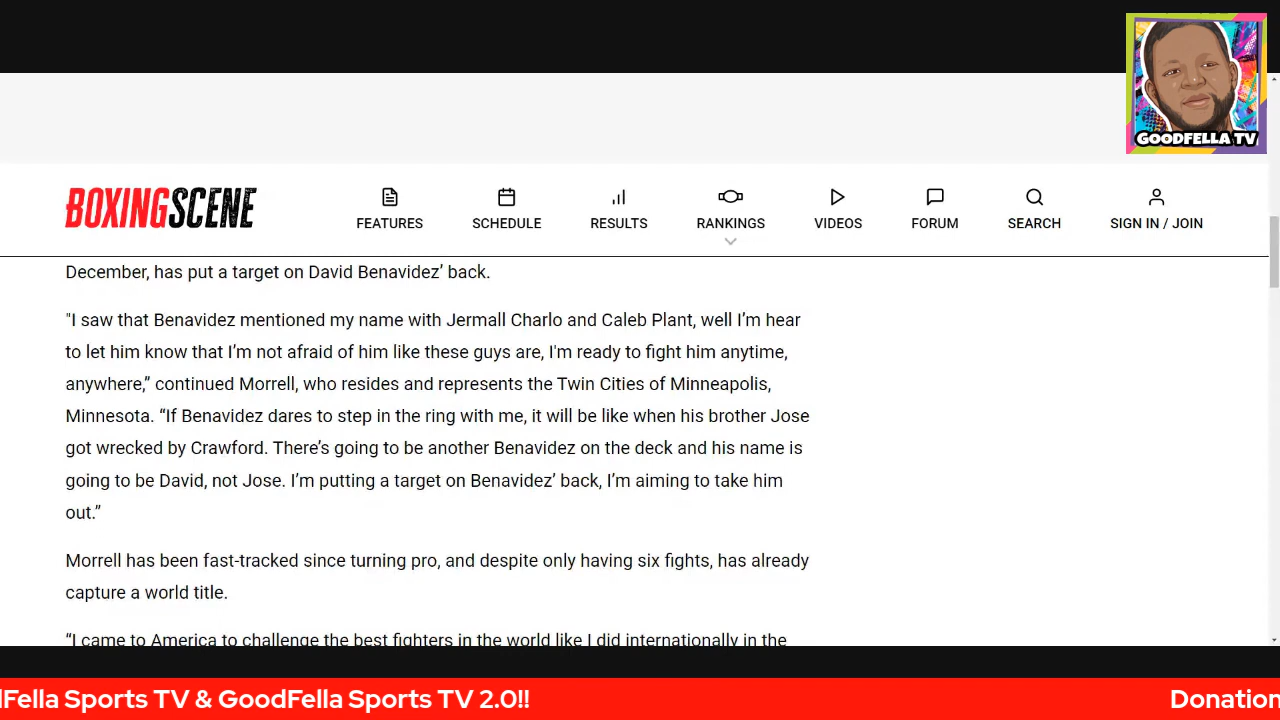 GOODFELLA TV
BOXINGSCENE
FEATURES
SCHEDULE
RESULTS
RANKINGS
VIDEOS
FORUM
SEARCH
SIGN IN / JOIN
December, has put a target on David Benavidez’ back.
"I saw that Benavidez mentioned my name with Jermall Charlo and Caleb Plant, well I’m hear
to let him know that I’m not afraid of him like these guys are, I'm ready to fight him anytime,
anywhere,” continued Morrell, who resides and represents the Twin Cities of Minneapolis,
Minnesota. “If Benavidez dares to step in the ring with me, it will be like when his brother Jose
got wrecked by Crawford. There’s going to be another Benavidez on the deck and his name is
going to be David, not Jose. I’m putting a target on Benavidez’ back, I’m aiming to take him
out.”
Morrell has been fast-tracked since turning pro, and despite only having six fights, has already
capture a world title.
“I came to America to challenge the best fighters in the world like I did internationally in the
dFella Sports TV & GoodFella Sports TV 2.0!!
Donation